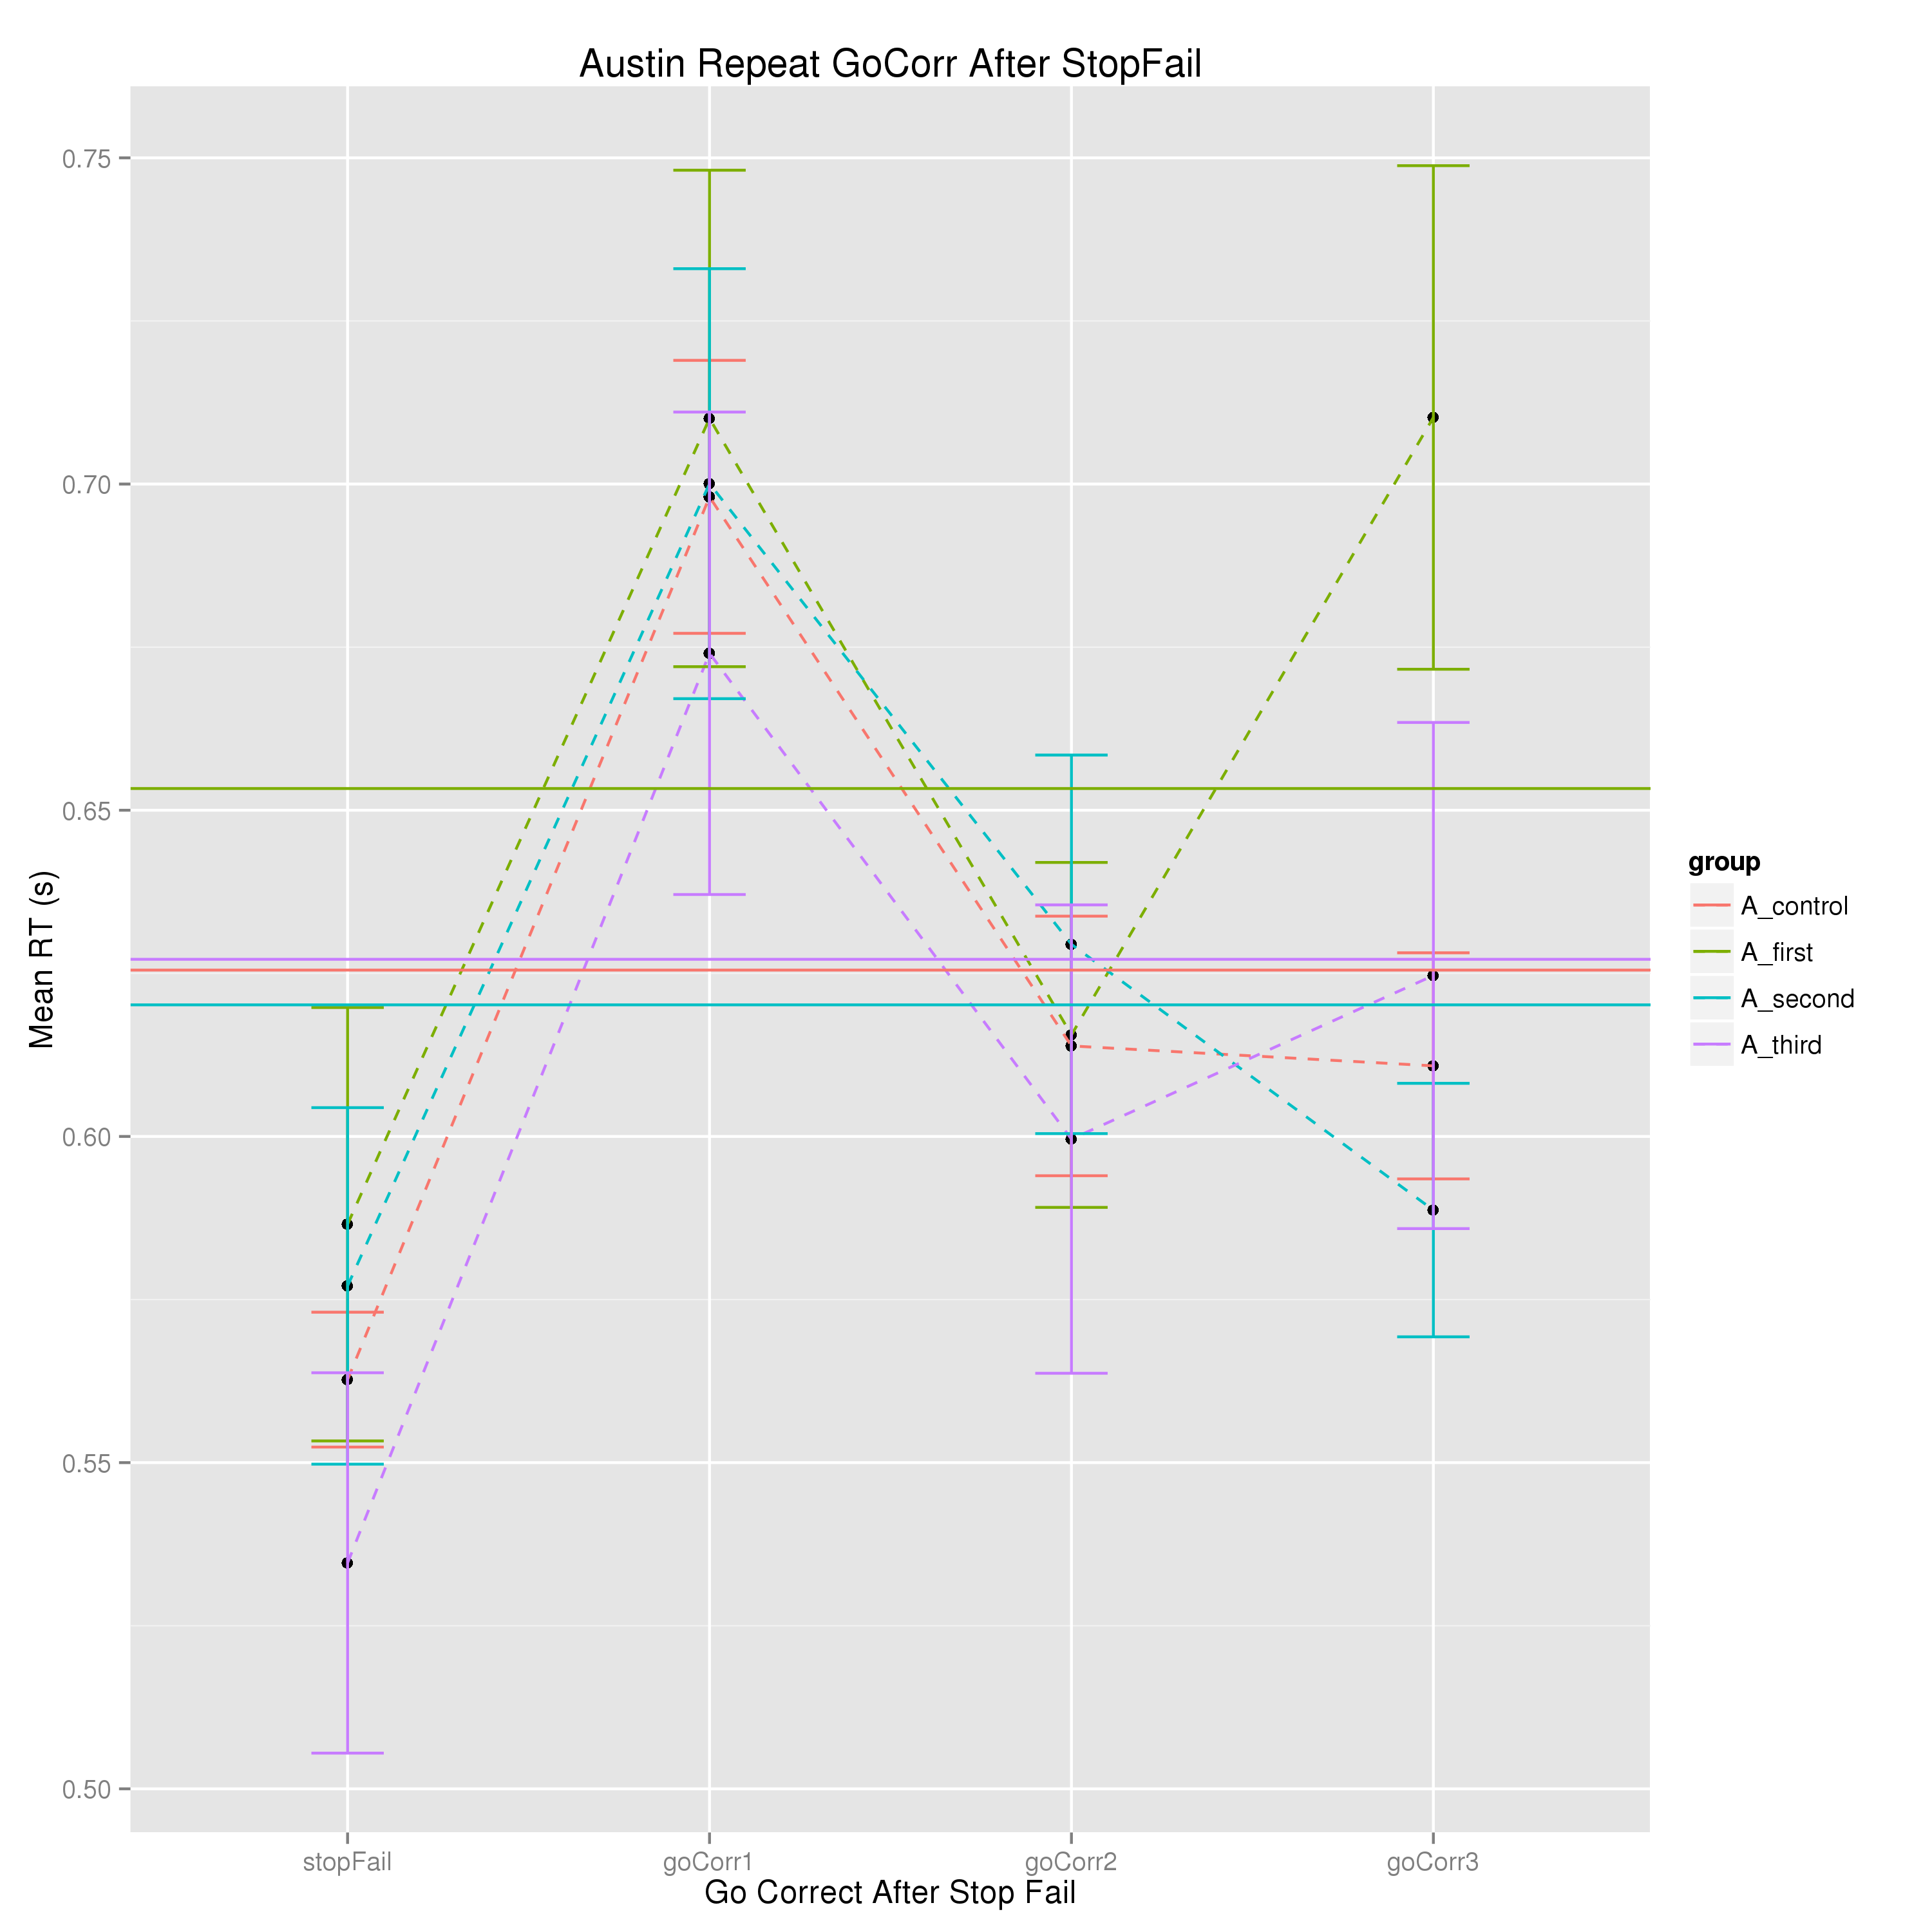 Austin Repeat GoCorr After StopFail
0.75
0.70
0.65
0.60
0.55
0.50
Mean RT (s)
stopFail goCorr1 goCorr2 goCorr3
Go Correct After Stop Fail
group
A_control
A_first
A_second
A_third